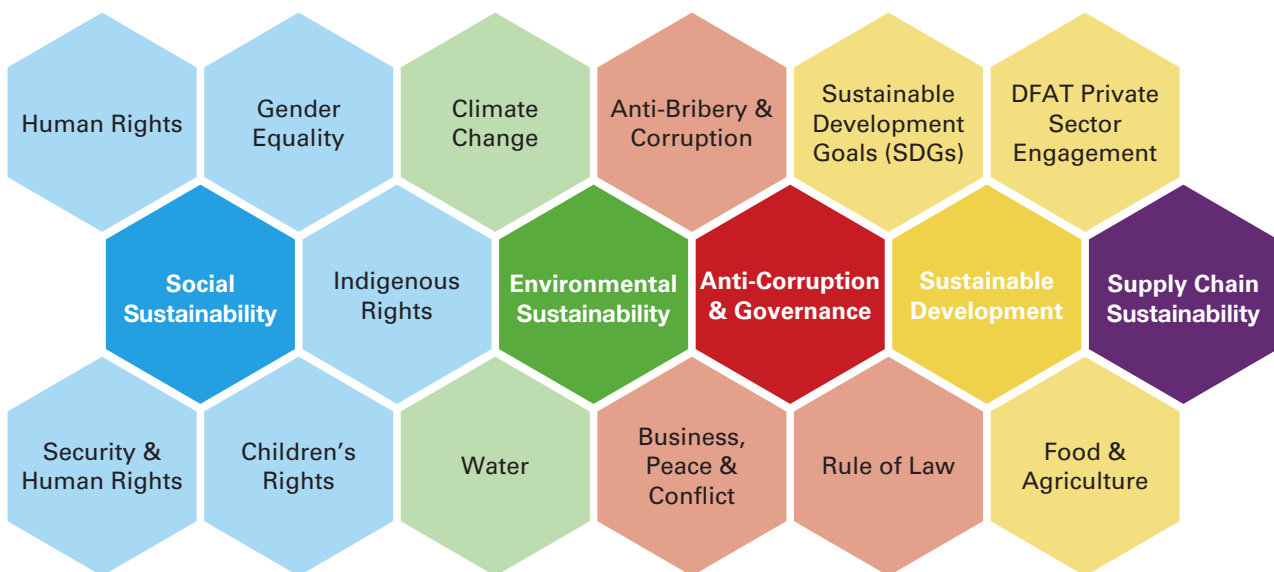 Human Rights
Gender
Equality
Climate
Change
Anti-Bribery &
Corruption
Sustainable
Development
Goals (SDGs)
DFAT Private
Sector
Engagement
Social
Sustainability
Indigenous
Rights
Environmental
Sustainability
Anti-Corruption
& Governance
Sustainable
Development
Supply Chain
Sustainability
Security &
Human Rights
Children’s
Rights
Water
Business,
Peace &
Conflict
Rule of Law
Food &
Agriculture